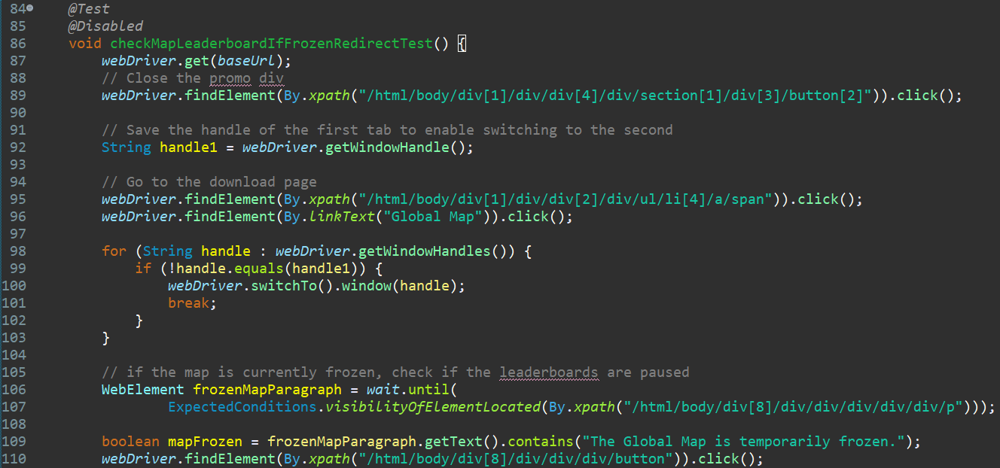 84 @Test
85 @Disabled
86 void checkMapLeaderboardIfFrozenRedirectTest() {
87 webDriver.get(baseUrl);
88 // Close the promo div
89 webDriver.findElement(By.xpath("/html/body/div[1]/div/div[4]/div/section[1]/div[3]/button[2]")).click();
90
91 // Save the handle of the first tab to enable switching to the second
92 String handle1 = webDriver.getWindowHandle();
93
94 // Go to the download page
95 webDriver.findElement(By.xpath("/html/body/div[1]/div/div[2]/div/ul/li[4]/a/span")).click();
96 webDriver.findElement(By.linkText("Global Map")).click();
97
98 for (String handle : webDriver.getWindowHandles()) {
99 if (!handle.equals(handle1)) {
100 webDriver.switchTo().window(handle);
101 break;
102 }
103 }
104
105 // if the map is currently frozen, check if the leaderboards are paused
106 WebElement frozenMapParagraph = wait.until(
107 ExpectedConditions.visibilityOfElementLocated(By.xpath("/html/body/div[8]/div/div/div/div/div/p")));
108
109 boolean mapFrozen = frozenMapParagraph.getText().contains("The Global Map is temporarily frozen.");
110 webDriver.findElement(By.xpath("/html/body/div[8]/div/div/div/button")).click();